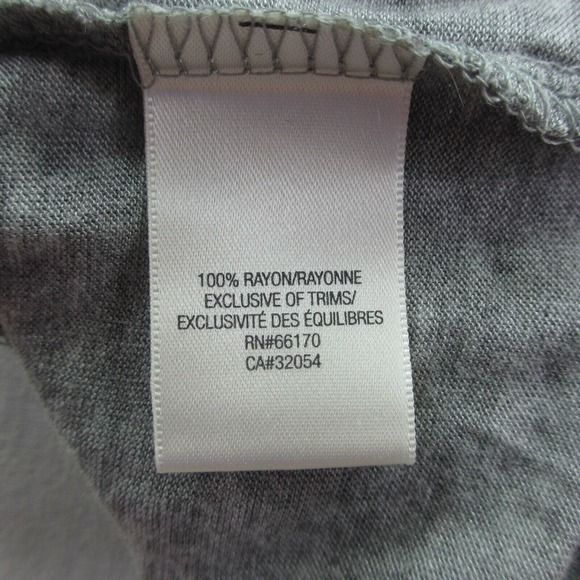 100% RAYON/RAYONNE
EXCLUSIVE OF TRIMS/
EXCLUSIVITÉ DES ÉQUILIBRES
RN#66170
CA#32054